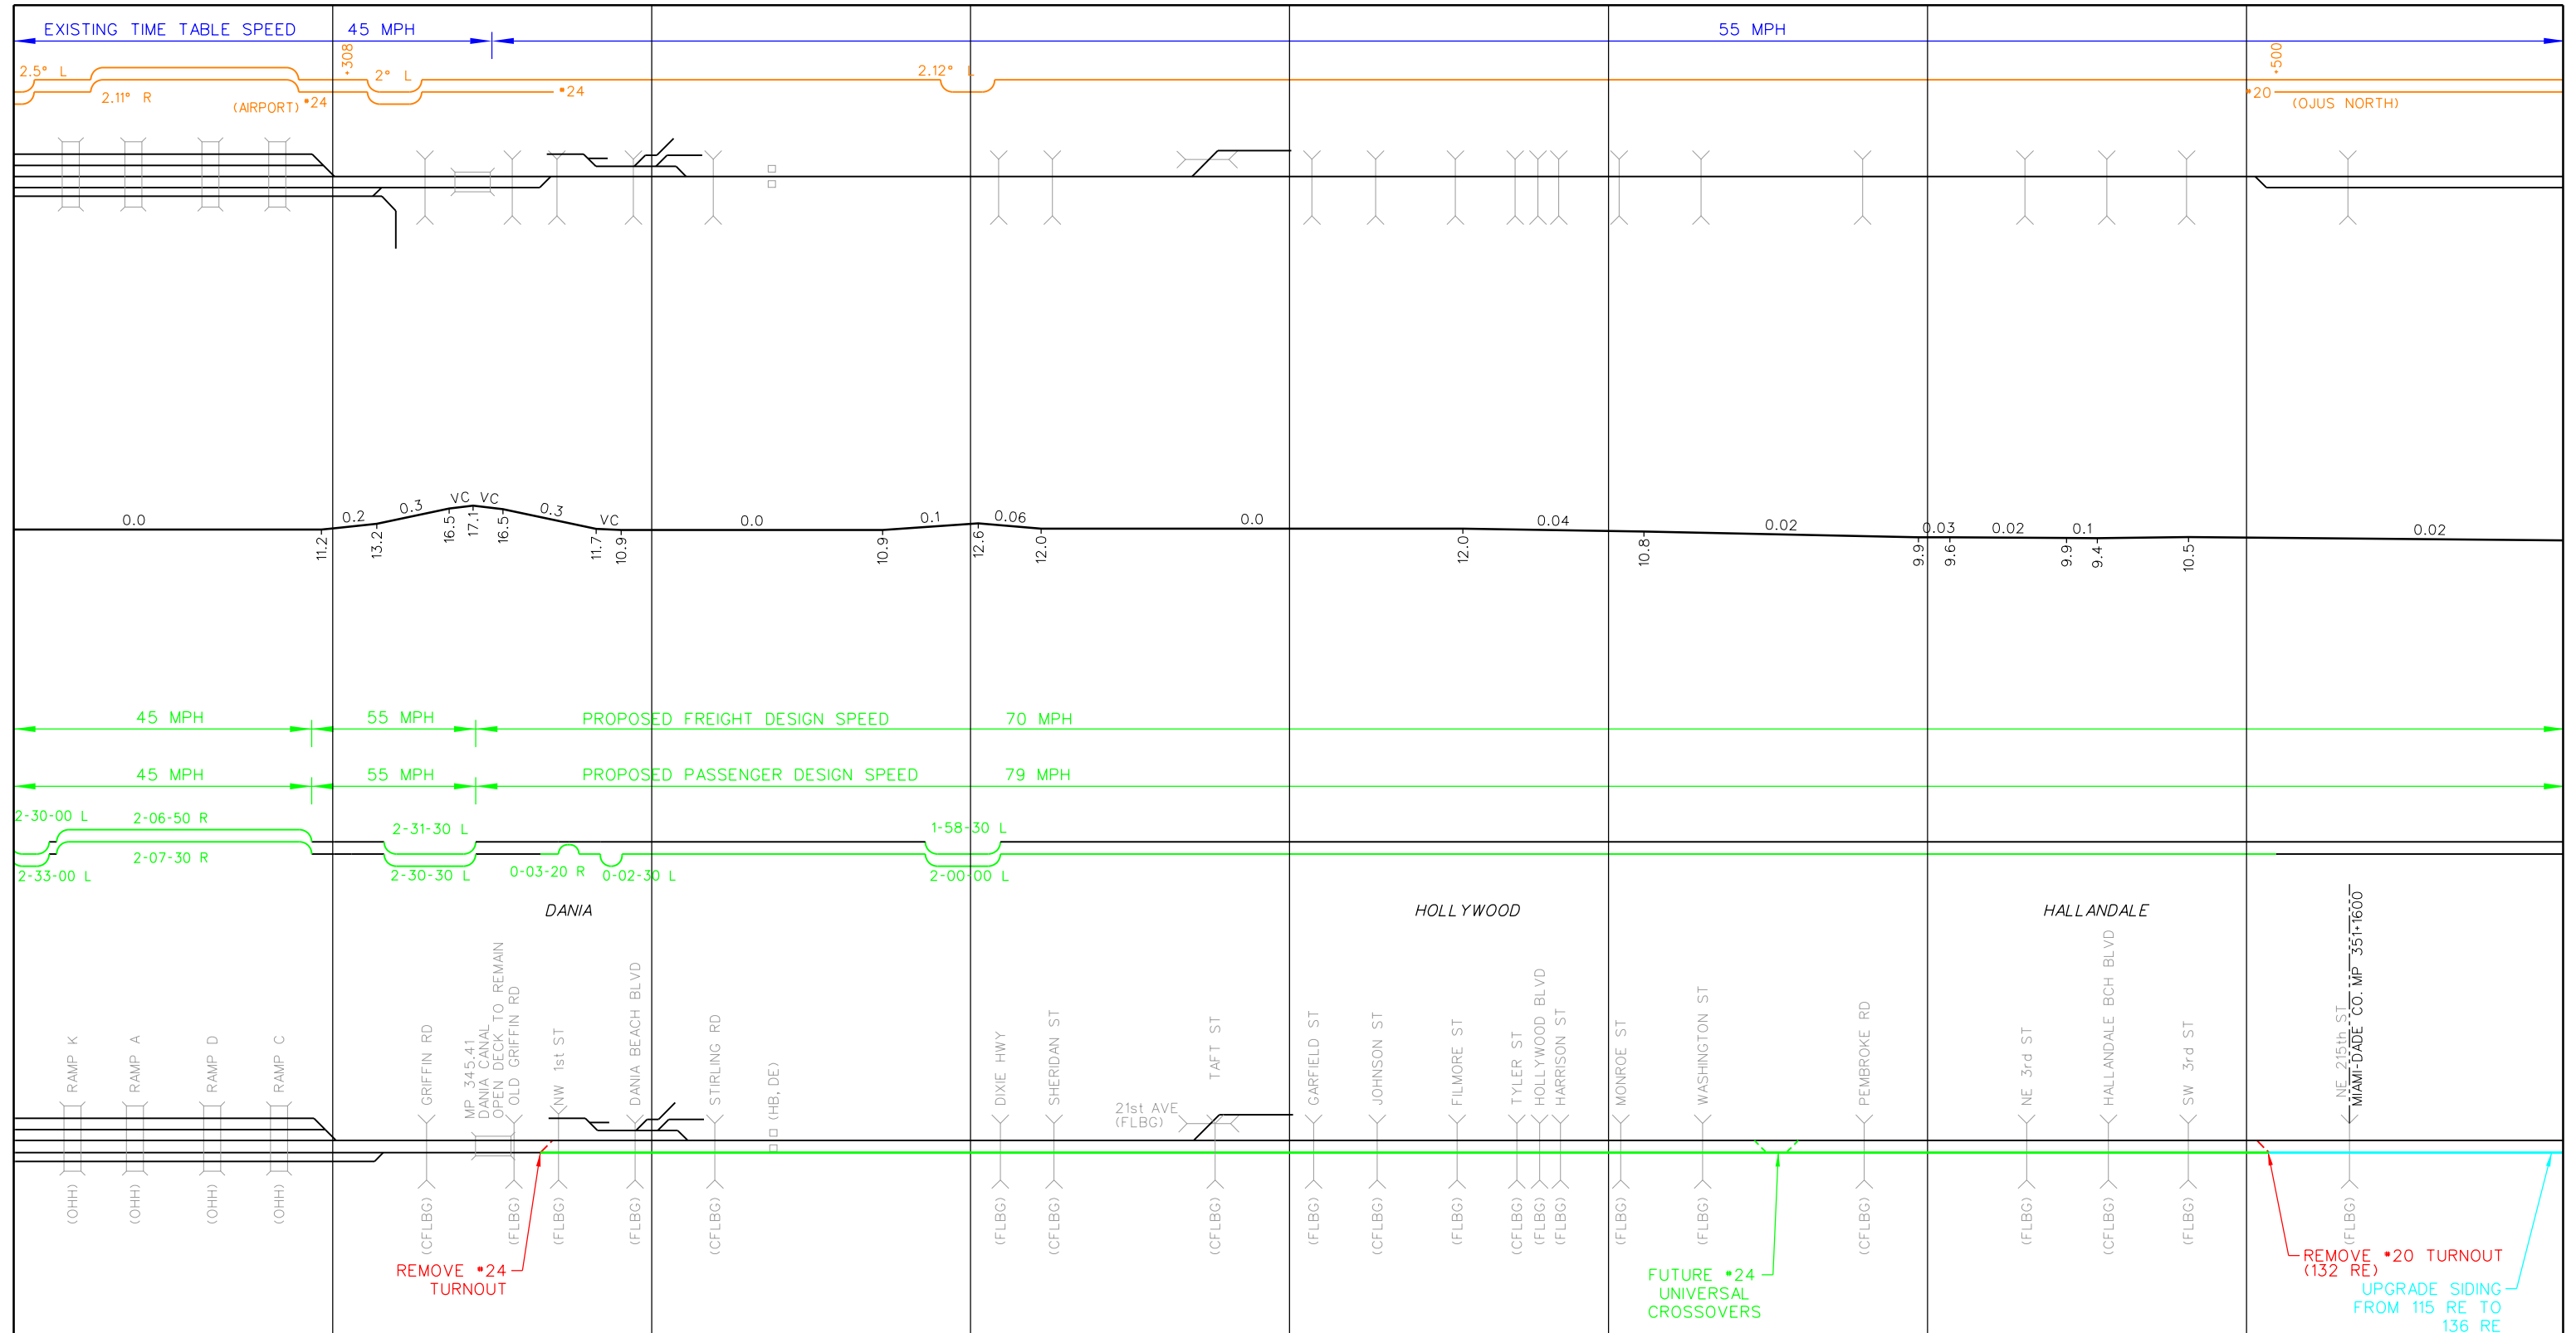 EXISTING TIME TABLE SPEED 45 MPH
55 MPH
+308
+500
2.5° L
2° L
2.12° L
2.11° R
(AIRPORT) *24
*24
*20
(OJUS NORTH)
0.0
0.2
0.3
VC VC
0.3
VC
0.0
0.1
0.06
0.0
0.04
0.02
0.03
0.02
0.1
0.02
11.2
13.2
16.5
17.1
16.5
11.7
10.9
10.9
12.6
12.0
12.0
10.8
9.9
9.6
9.9
9.4
10.5
45 MPH
55 MPH
PROPOSED FREIGHT DESIGN SPEED
70 MPH
45 MPH
55 MPH
PROPOSED PASSENGER DESIGN SPEED
79 MPH
2-30-00 L
2-06-50 R
2-31-30 L
1-58-30 L
2-33-00 L
2-07-30 R
2-30-30 L
0-03-20 R
0-02-30 L
2-00-00 L
DANIA
HOLLYWOOD
HALLANDALE
RAMP K
RAMP A
RAMP D
RAMP C
GRIFFIN RD
MP 345.41
DANIA CANAL
OPEN DECK TO REMAIN
OLD GRIFFIN RD
NW 1st ST
DANIA BEACH BLVD
STIRLING RD
(HB, DE)
DIXIE HWY
SHERIDAN ST
21st AVE
(FLBG)
TAFT ST
GARFIELD ST
JOHNSON ST
FILMORE ST
TYLER ST
HOLLYWOOD BLVD
HARRISON ST
MONROE ST
WASHINGTON ST
PEMBROKE RD
NE 3rd ST
HALLANDALE BCH BLVD
SW 3rd ST
NE 215th ST
MIAMI-DADE CO. MP 351+1600
(OHH)
(OHH)
(OHH)
(OHH)
(CFLBG)
(FLBG)
(FLBG)
(FLBG)
(CFLBG)
(FLBG)
(CFLBG)
(CFLBG)
(FLBG)
(CFLBG)
(FLBG)
(CFLBG)
(FLBG)
(FLBG)
(FLBG)
(FLBG)
(CFLBG)
(FLBG)
(CFLBG)
(FLBG)
(FLBG)
REMOVE *24
TURNOUT
FUTURE *24
UNIVERSAL
CROSSOVERS
REMOVE *20 TURNOUT
(132 RE)
UPGRADE SIDING
FROM 115 RE TO
136 RE